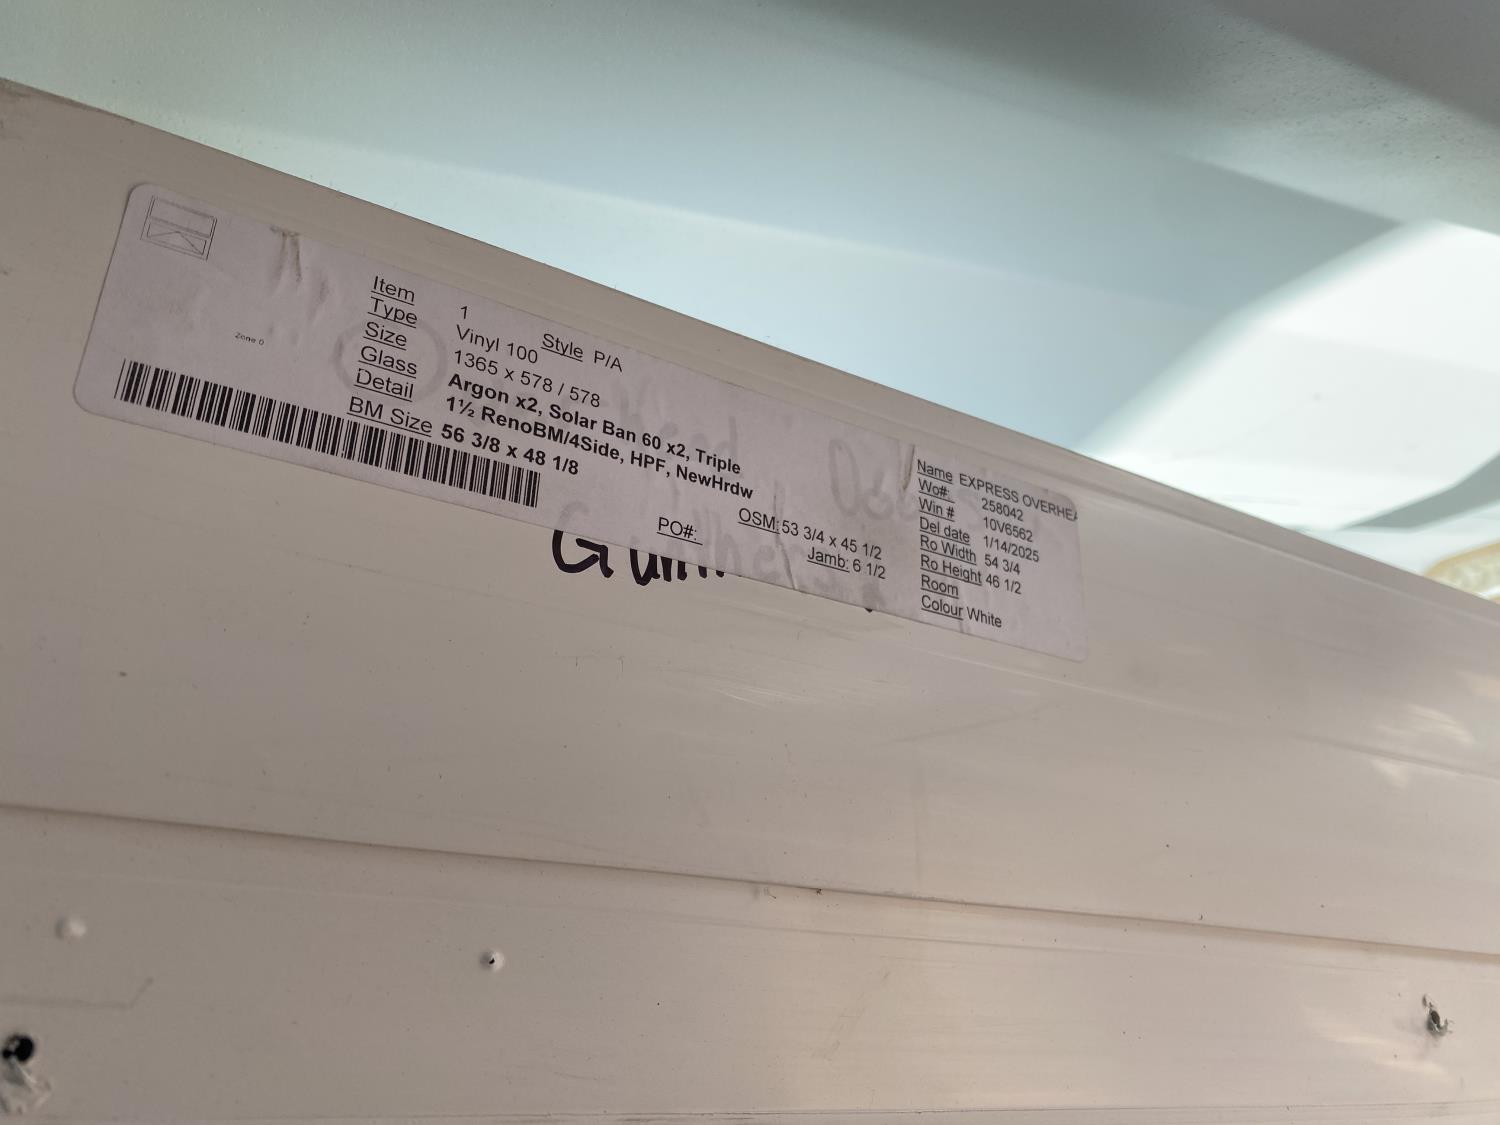 Zone 0
Item 1 Style P/A
Type Vinyl 100
Size 1365 x 578 / 578
Glass Argon x2, Solar Ban 60 x2, Triple
Detail 1½ RenoBM/4Side, HPF, NewHrdw
BM Size 56 3/8 x 48 1/8
PO#: OSM: 53 3/4 x 45 1/2
Jamb: 6 1/2
Name EXPRESS OVERHEA
Wo#: 258042
Win # 10V6562
Del date 1/14/2025
Ro Width 54 3/4
Ro Height 46 1/2
Room
Colour White